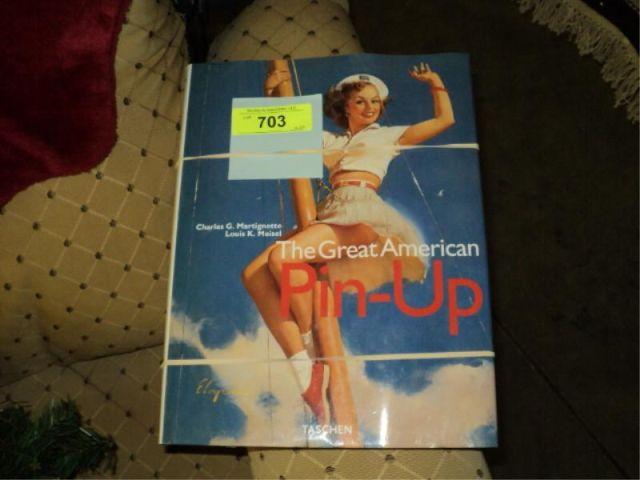 703
Charles G. Martignette
Louis K. Meisel
The Great American
Pin-Up
TASCHEN